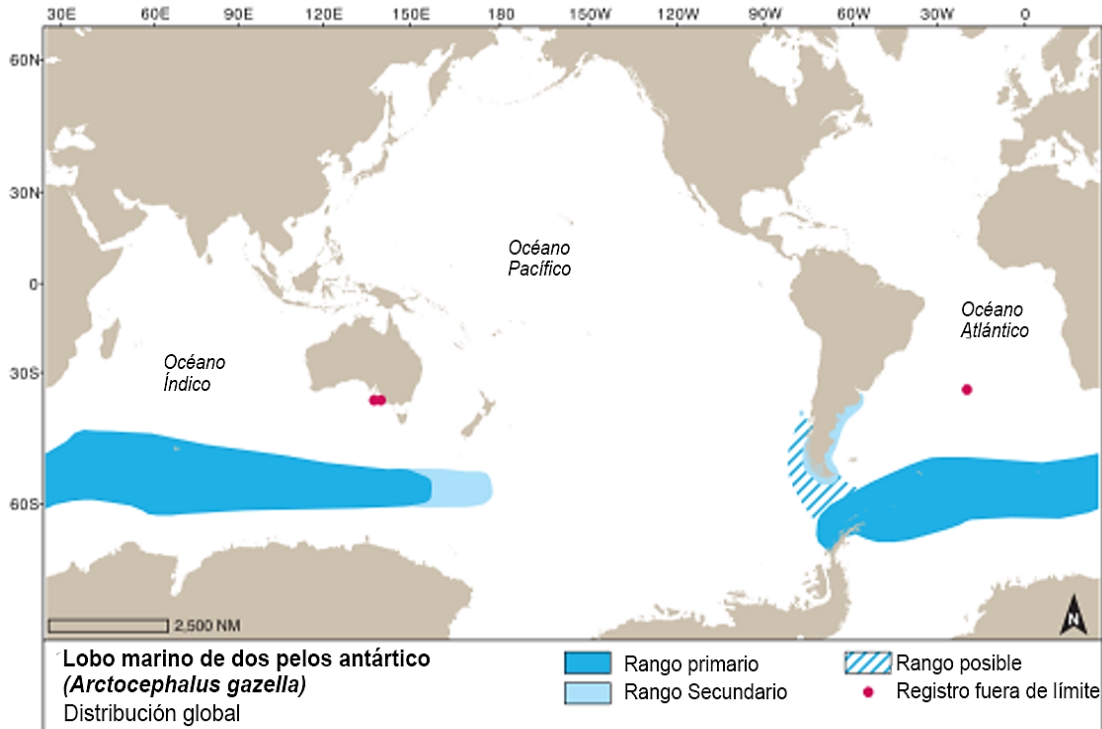 30E 60E 90E 120E 150E 180 150W 120W 90W 60W 30W 0
60N
30N
0
30S
60S
Océano
Pacífico
Océano
Atlántico
Océano
Índico
2,500 NM
N
Lobo marino de dos pelos antártico
(Arctocephalus gazella)
Distribución global
Rango primario
Rango Secundario
Rango posible
Registro fuera de límite